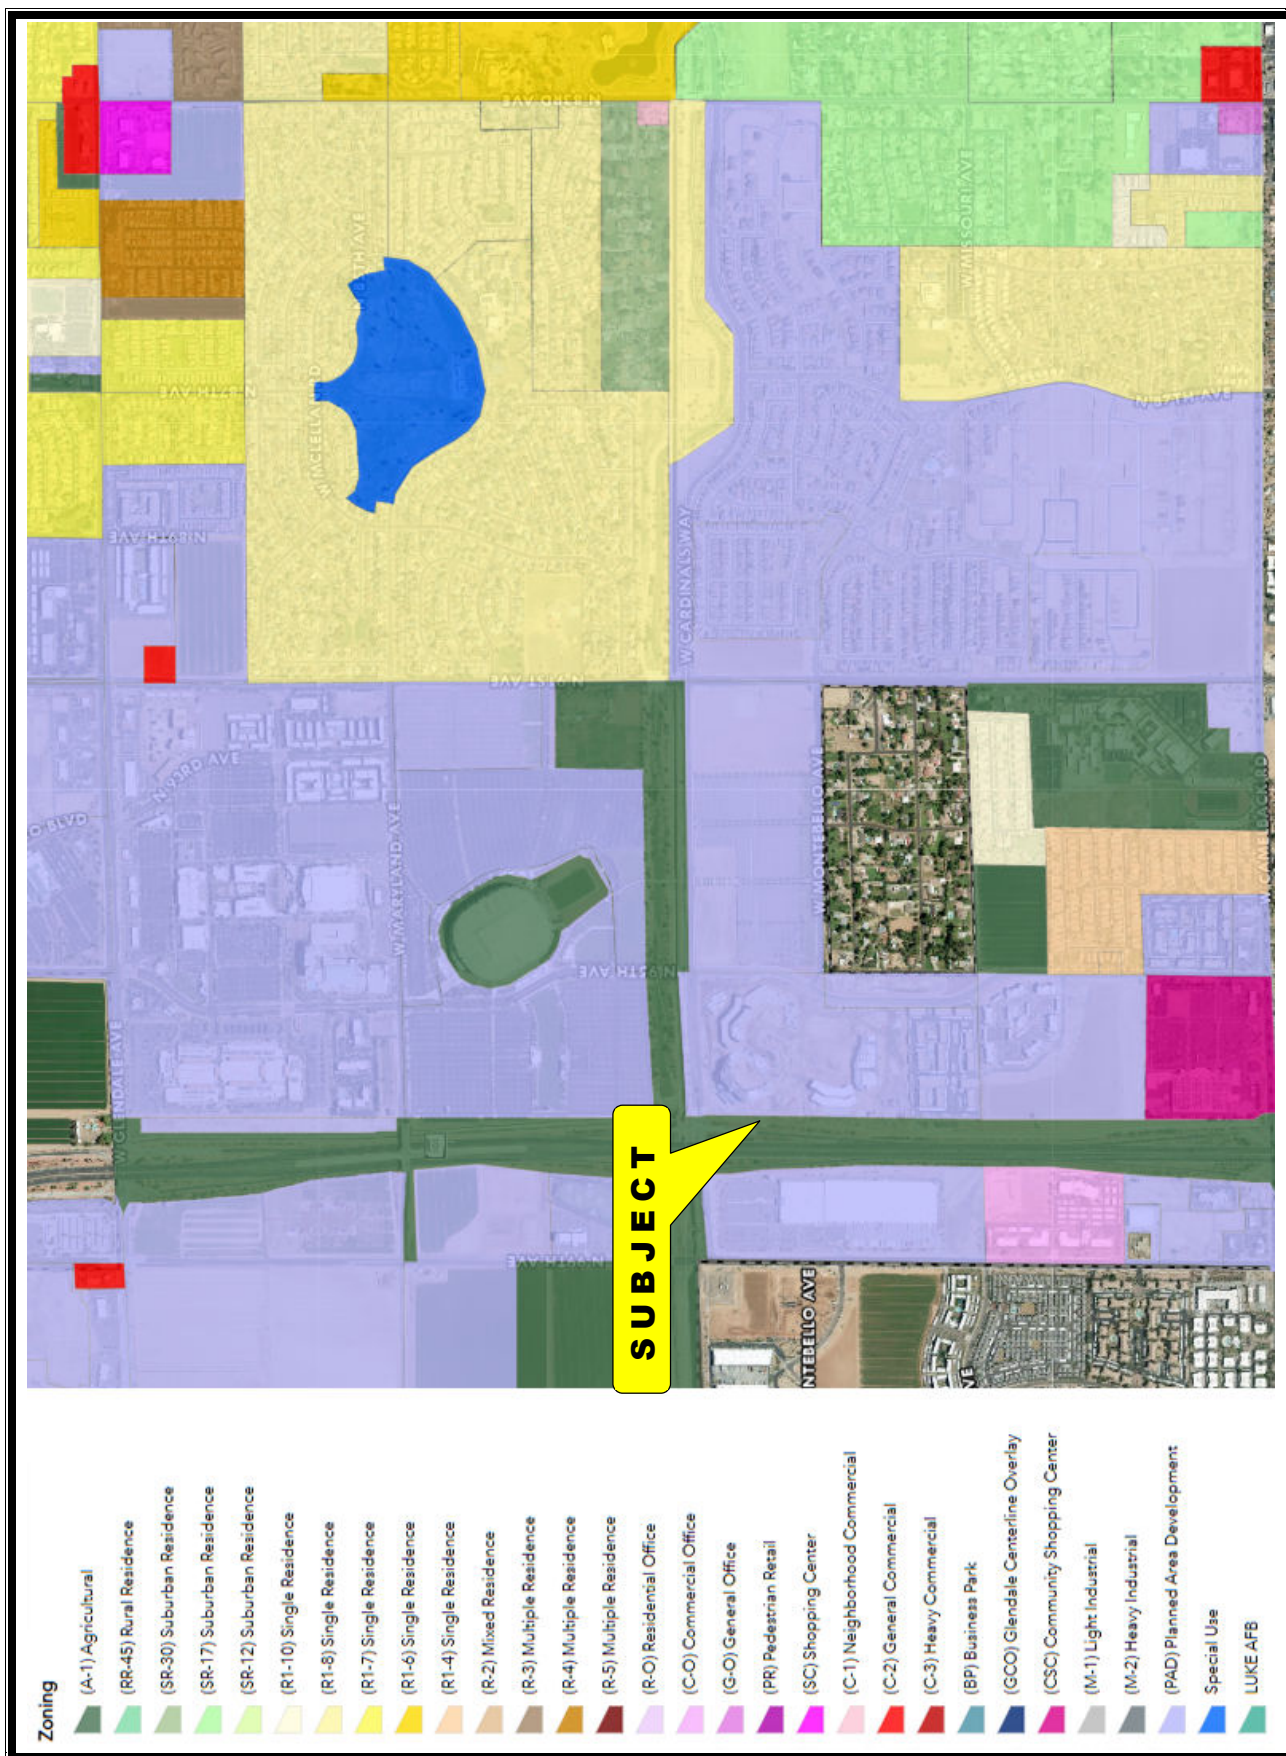 Zoning
(A-1) Agricultural
(RR-45) Rural Residence
(SR-30) Suburban Residence
(SR-17) Suburban Residence
(SR-12) Suburban Residence
(R1-10) Single Residence
(R1-8) Single Residence
(R1-7) Single Residence
(R1-6) Single Residence
(R1-4) Single Residence
(R-2) Mixed Residence
(R-3) Multiple Residence
(R-4) Multiple Residence
(R-5) Multiple Residence
(R-O) Residential Office
(C-O) Commercial Office
(G-O) General Office
(PR) Pedestrian Retail
(SC) Shopping Center
(C-1) Neighborhood Commercial
(C-2) General Commercial
(C-3) Heavy Commercial
(BP) Business Park
(GCO) Glendale Centerline Overlay
(CSC) Community Shopping Center
(M-1) Light Industrial
(M-2) Heavy Industrial
(PAD) Planned Area Development
Special Use
LUKE AFB
SUBJECT
W GLENDALE AVE
O BLVD
N 93RD AVE
W MARYLAND AVE
N 95TH AVE
N 99TH AVE
N 91ST AVE
N 89TH AVE
N 87TH AVE
W MCLELLAN RD
N 83RD AVE
W CARDINALS WAY
W MONTEBELLO AVE
NTEBELLO AVE
VE
W MISSOURI AVE